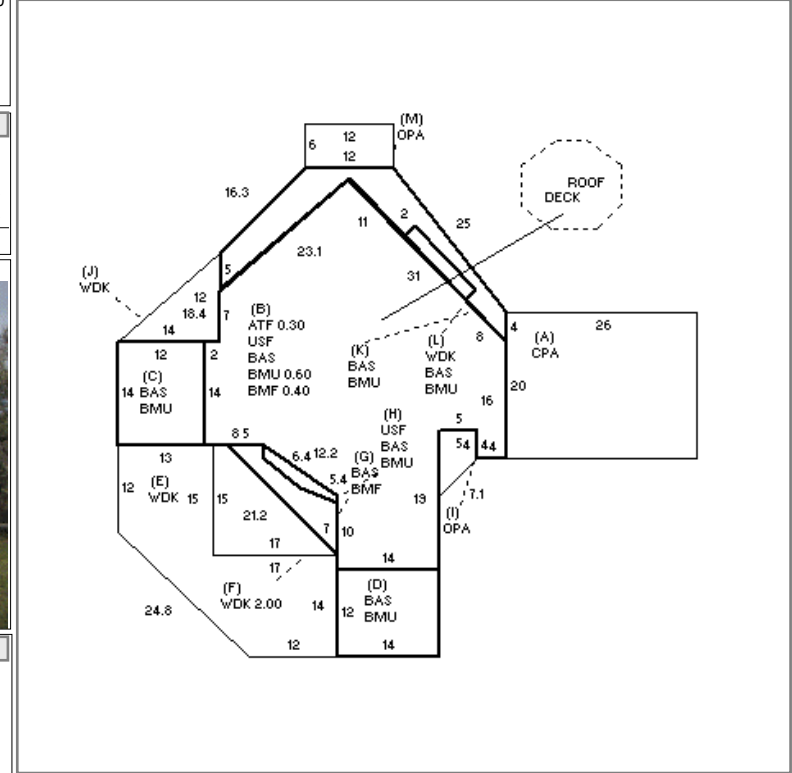 (M)
OPA
12
6
12
ROOF
DECK
16.3
2
25
11
23.1
5
31
(J)
WDK
12
18.4
14
7
(B)
ATF 0.30
USF
BAS
BMU 0.60
BMF 0.40
(K)
BAS
BMU
(L)
WDK
BAS
BMU
8
4
(A)
CPA
26
20
12
2
(C)
BAS
BMU
14
14
16
(H)
USF
BAS
BMU
5
54
44
8 5
6.4
12.2
(G)
BAS
BMF
5.4
13
(E)
WDK
12
15
15
21.2
7
10
19
7.1
(I)
OPA
17
17
14
(F)
WDK 2.00
14
12
(D)
BAS
BMU
24.8
12
14